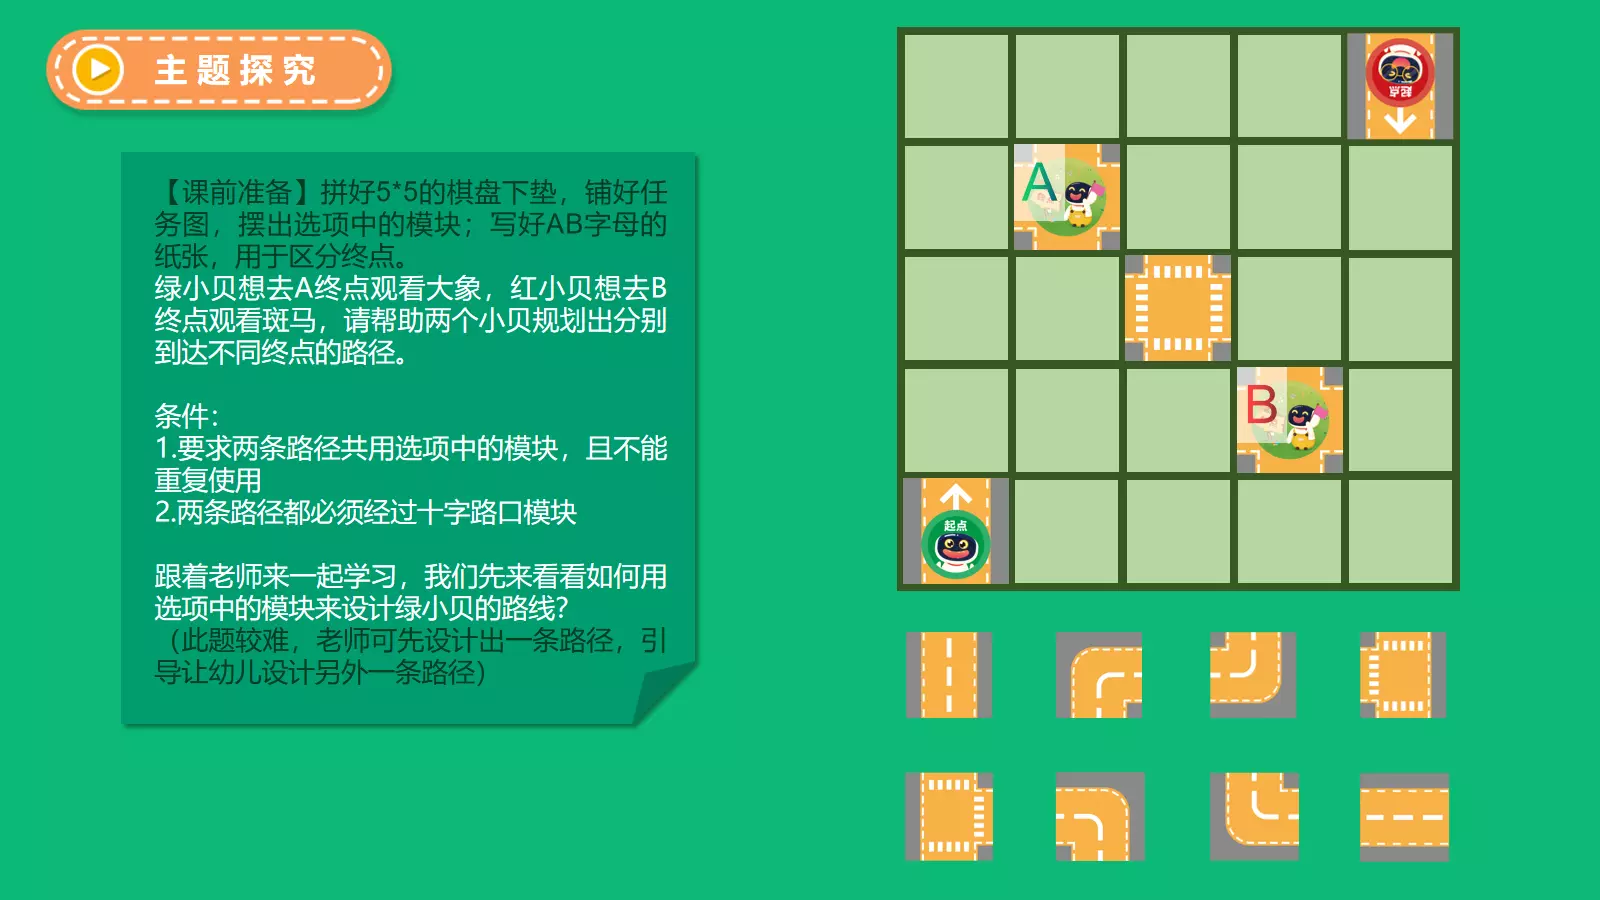 主题探究
【课前准备】拼好5*5的棋盘下垫，铺好任
务图，摆出选项中的模块；写好AB字母的
纸张，用于区分终点。
绿小贝想去A终点观看大象，红小贝想去B
终点观看斑马，请帮助两个小贝规划出分别
到达不同终点的路径。
条件：
1.要求两条路径共用选项中的模块，且不能
重复使用
2.两条路径都必须经过十字路口模块
跟着老师来一起学习，我们先来看看如何用
选项中的模块来设计绿小贝的路线？
（此题较难，老师可先设计出一条路径，引
导让幼儿设计另外一条路径）
起点
A
B
起点